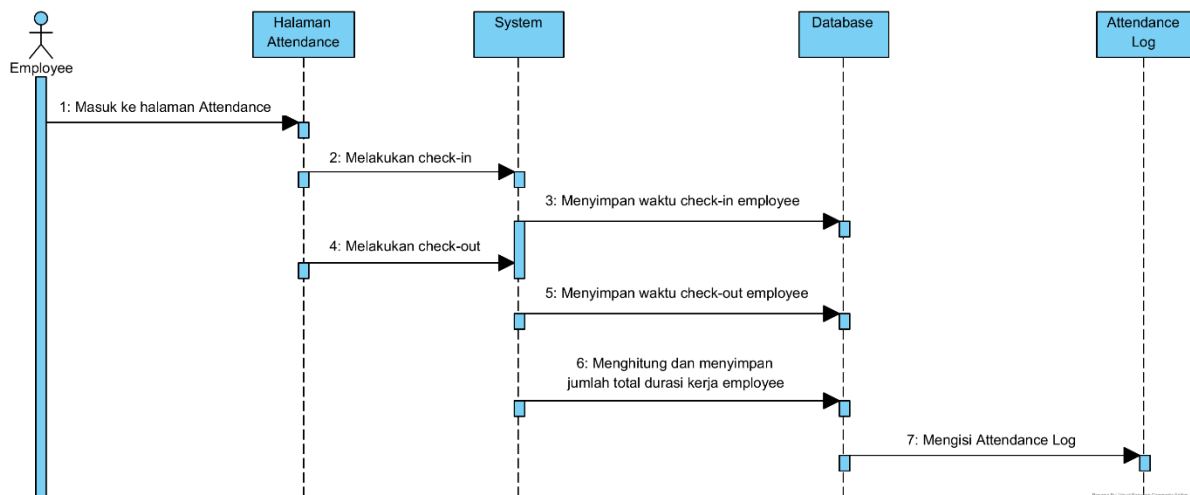 Employee
Halaman
Attendance
System
Database
Attendance
Log
1: Masuk ke halaman Attendance
2: Melakukan check-in
3: Menyimpan waktu check-in employee
4: Melakukan check-out
5: Menyimpan waktu check-out employee
6: Menghitung dan menyimpan
jumlah total durasi kerja employee
7: Mengisi Attendance Log